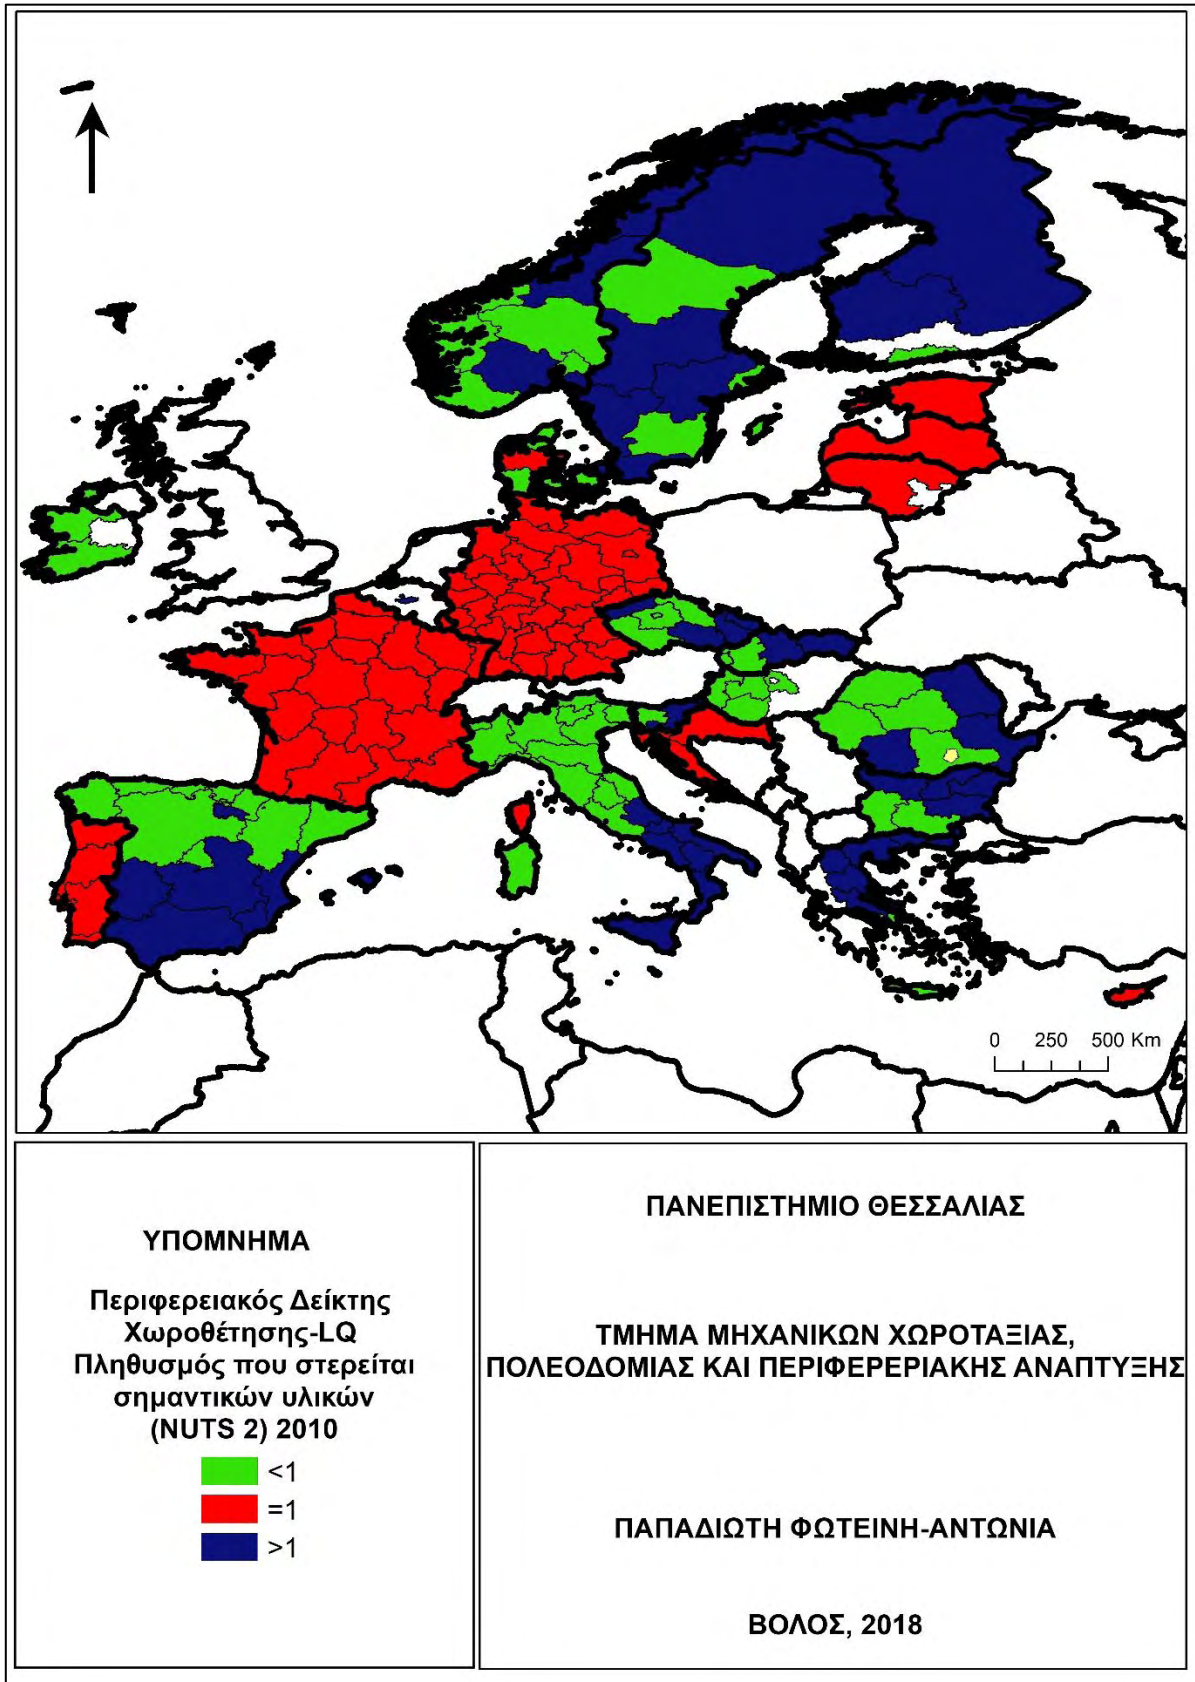 0 250 500 Km
ΥΠΟΜΝΗΜΑ
Περιφερειακός Δείκτης
Χωροθέτησης-LQ
Πληθυσμός που στερείται
σημαντικών υλικών
(NUTS 2) 2010
<1
=1
>1
ΠΑΝΕΠΙΣΤΗΜΙΟ ΘΕΣΣΑΛΙΑΣ
ΤΜΗΜΑ ΜΗΧΑΝΙΚΩΝ ΧΩΡΟΤΑΞΙΑΣ,
ΠΟΛΕΟΔΟΜΙΑΣ ΚΑΙ ΠΕΡΙΦΕΡΕΡΙΑΚΗΣ ΑΝΑΠΤΥΞΗΣ
ΠΑΠΑΔΙΩΤΗ ΦΩΤΕΙΝΗ-ΑΝΤΩΝΙΑ
ΒΟΛΟΣ, 2018